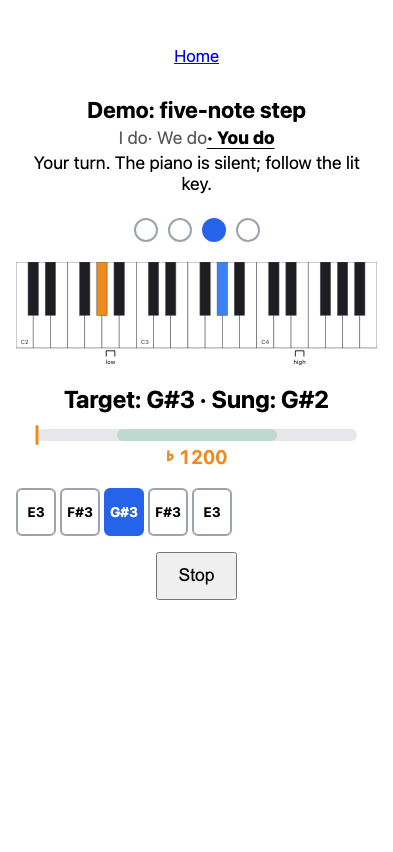 Home
Demo: five-note step
I do· We do· You do
Your turn. The piano is silent; follow the lit
key.
C2 C3 C4
low high
Target: G#3 · Sung: G#2
♭ 1200
E3 F#3 G#3 F#3 E3
Stop